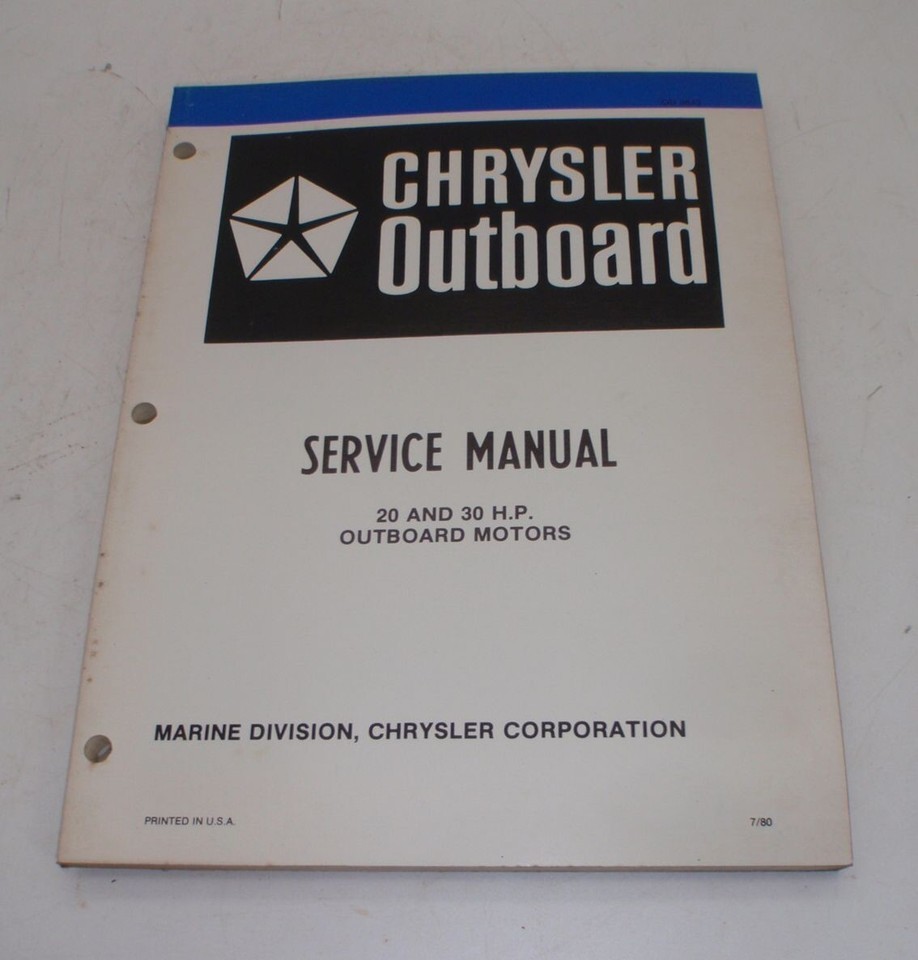 CHRYSLER
Outboard
SERVICE MANUAL
20 AND 30 H.P.
OUTBOARD MOTORS
MARINE DIVISION, CHRYSLER CORPORATION
PRINTED IN U.S.A.
7/80